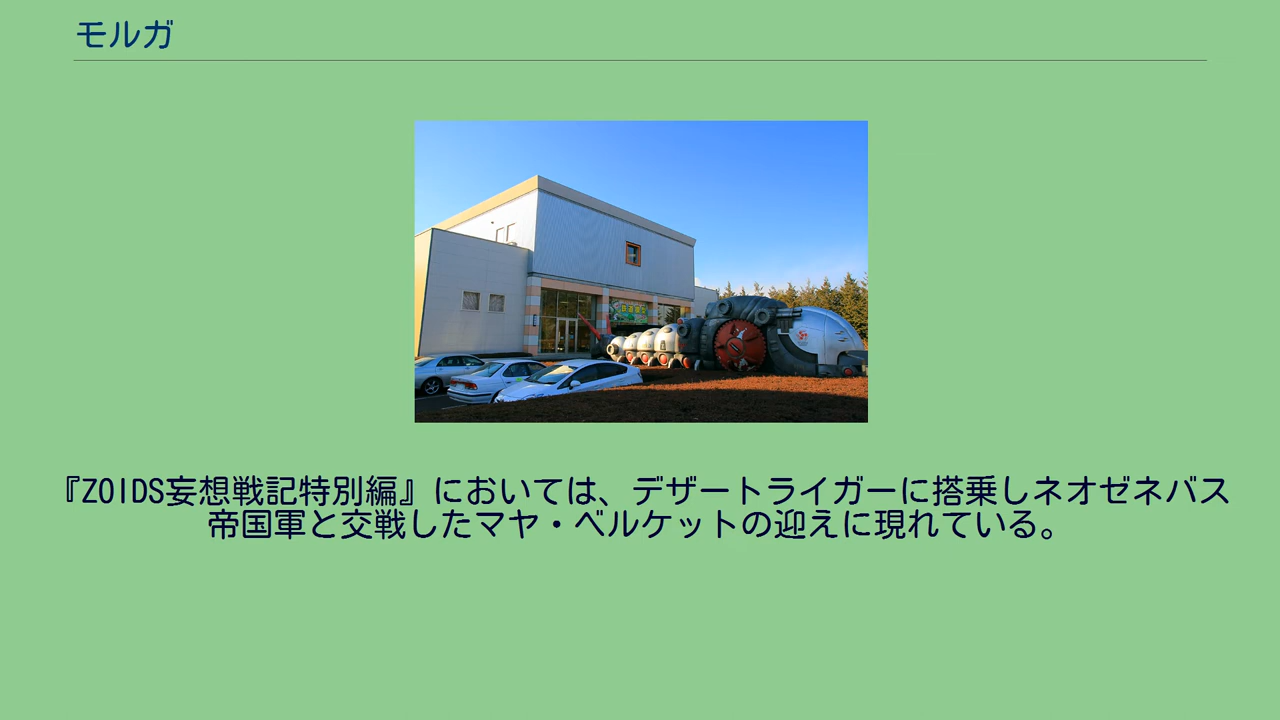 モルガ
『ZOIDS妄想戦記特別編』においては、デザートライガーに搭乗しネオゼネバス
帝国軍と交戦したマヤ・ベルケットの迎えに現れている。